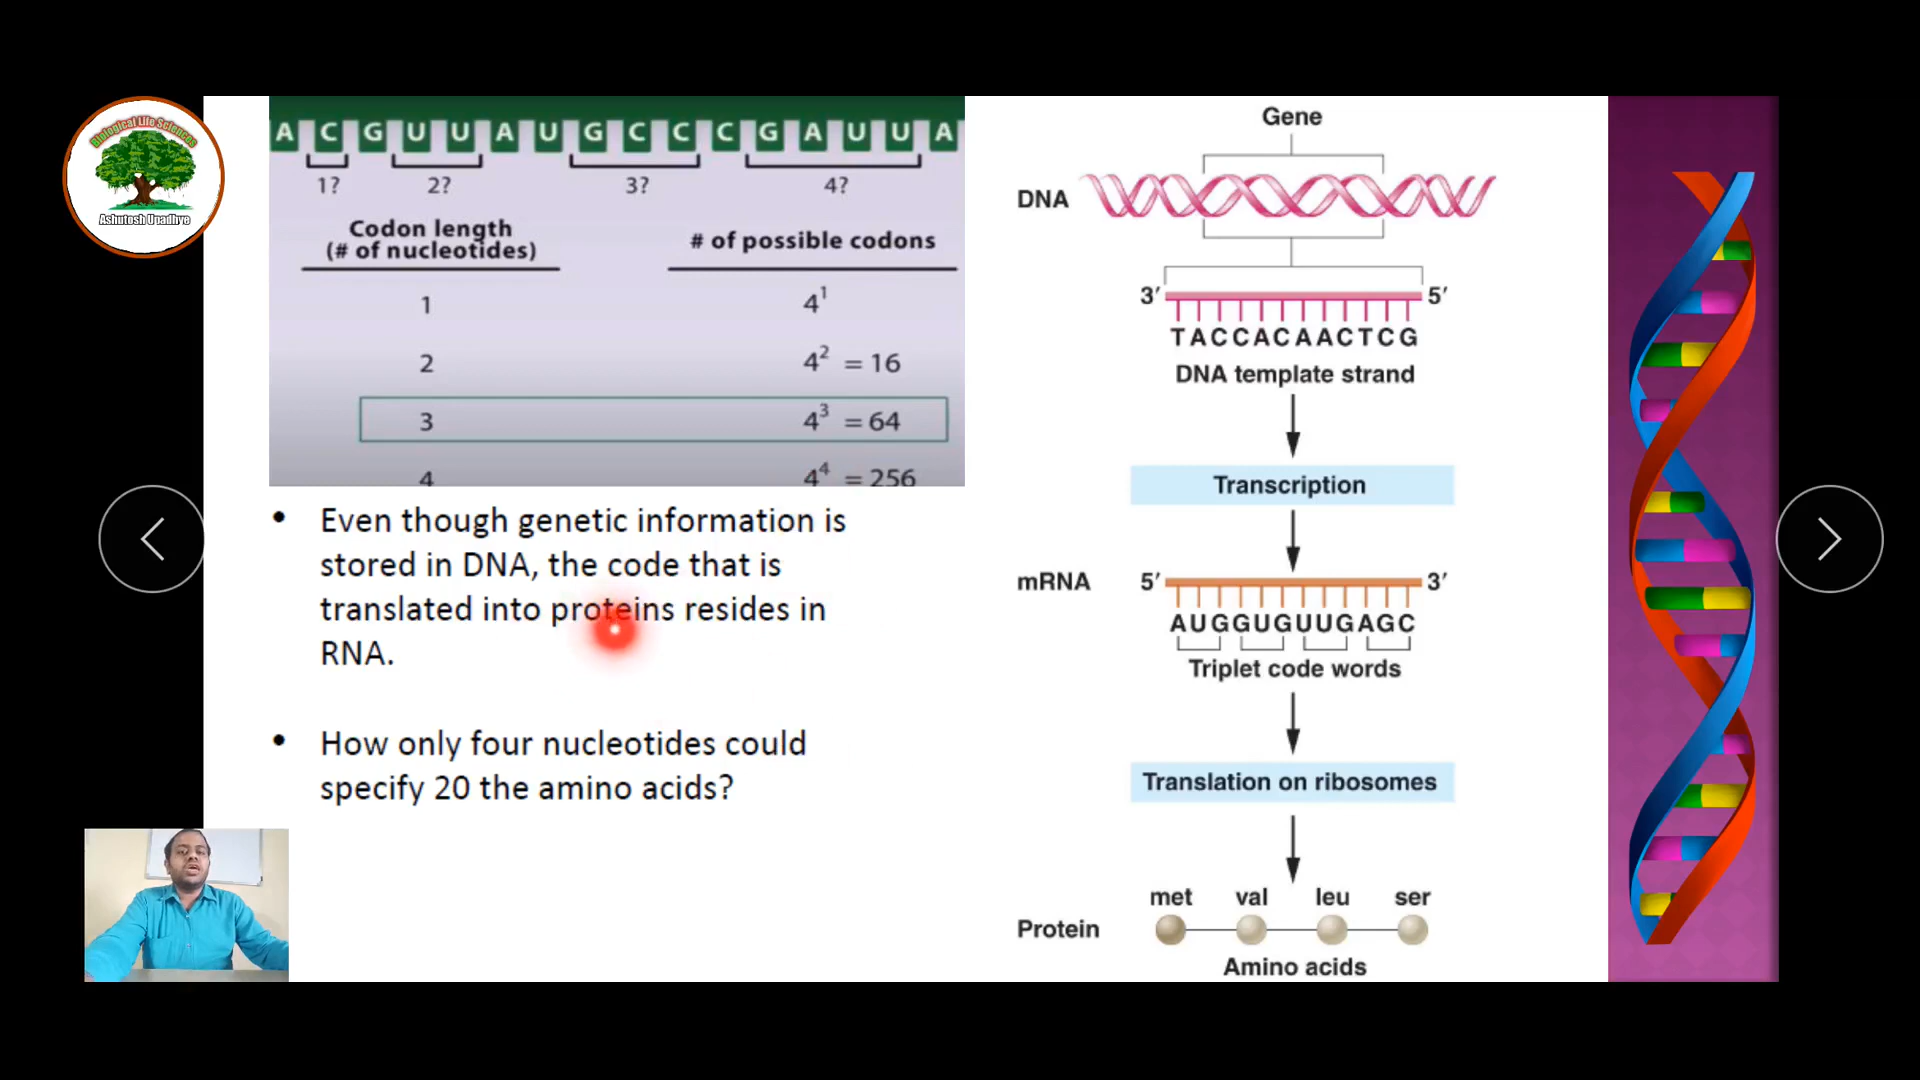 Biological Life Sciences
Ashutosh Upadhye
A C G U U A U G C C C G A U U A
1? 2? 3? 4?
Codon length
(# of nucleotides)
# of possible codons
1 4¹
2 4² = 16
3 4³ = 64
4 4⁴ = 256
• Even though genetic information is
stored in DNA, the code that is
translated into proteins resides in
RNA.
• How only four nucleotides could
specify 20 the amino acids?
Gene
DNA
3′ 5′
TACCACAACTCG
DNA template strand
Transcription
mRNA 5′ 3′
AUGGUGUUGAGC
Triplet code words
Translation on ribosomes
met val leu ser
Protein
Amino acids